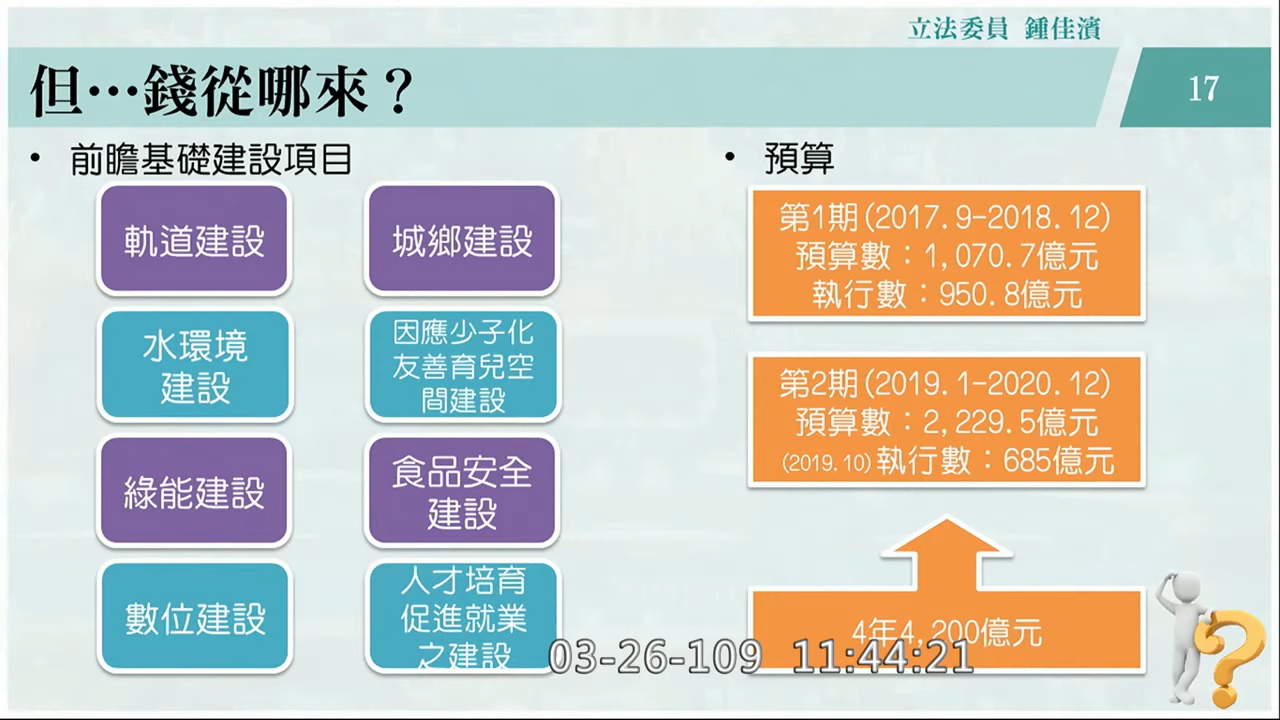 立法委員 鍾佳濱
但…錢從哪來？
17
• 前瞻基礎建設項目
軌道建設
城鄉建設
水環境
建設
因應少子化
友善育兒空
間建設
綠能建設
食品安全
建設
數位建設
人才培育
促進就業
之建設
• 預算
第1期(2017.9-2018.12)
預算數：1,070.7億元
執行數：950.8億元
第2期(2019.1-2020.12)
預算數：2,229.5億元
(2019.10)執行數：685億元
4年4,200億元
03-26-109 11:44:21